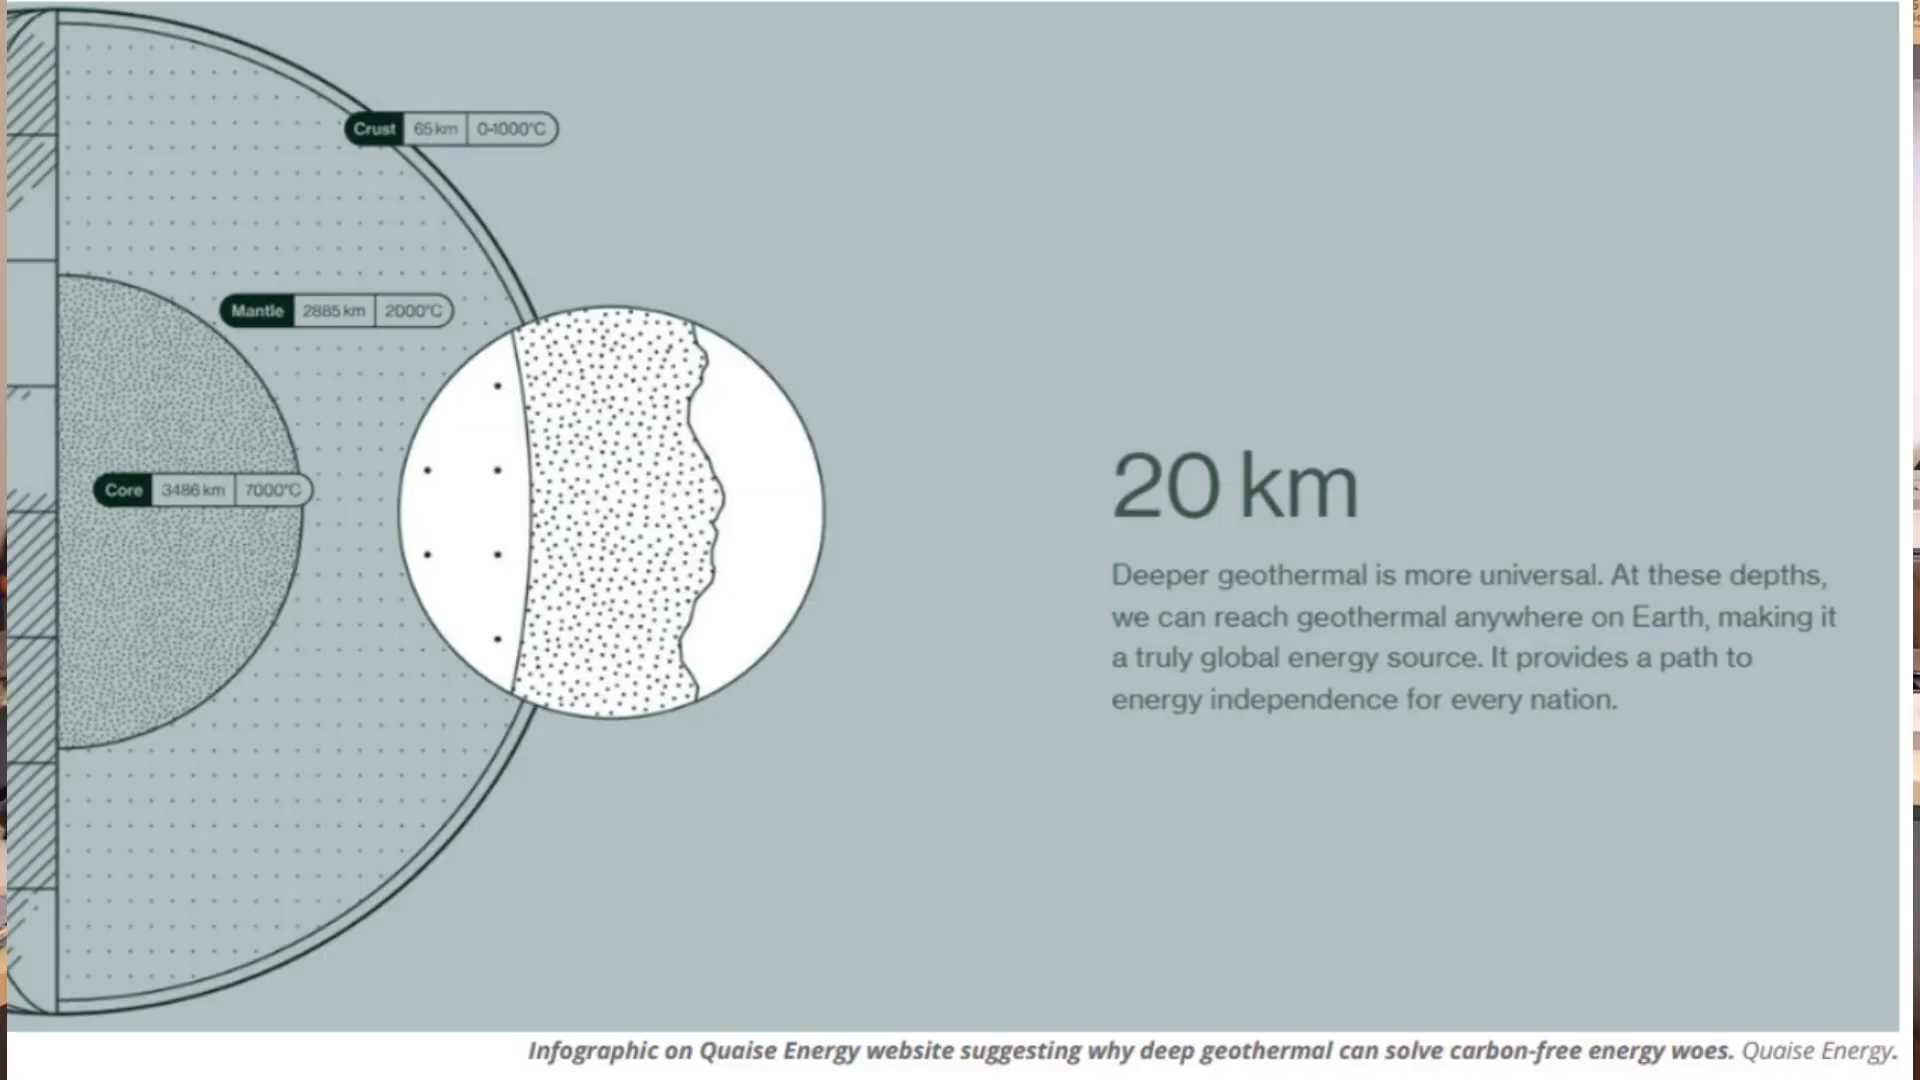 Crust 65 km 0-1000°C
Mantle 2885 km 2000°C
Core 3486 km 7000°C
20 km
Deeper geothermal is more universal. At these depths,
we can reach geothermal anywhere on Earth, making it
a truly global energy source. It provides a path to
energy independence for every nation.
Infographic on Quaise Energy website suggesting why deep geothermal can solve carbon-free energy woes. Quaise Energy.